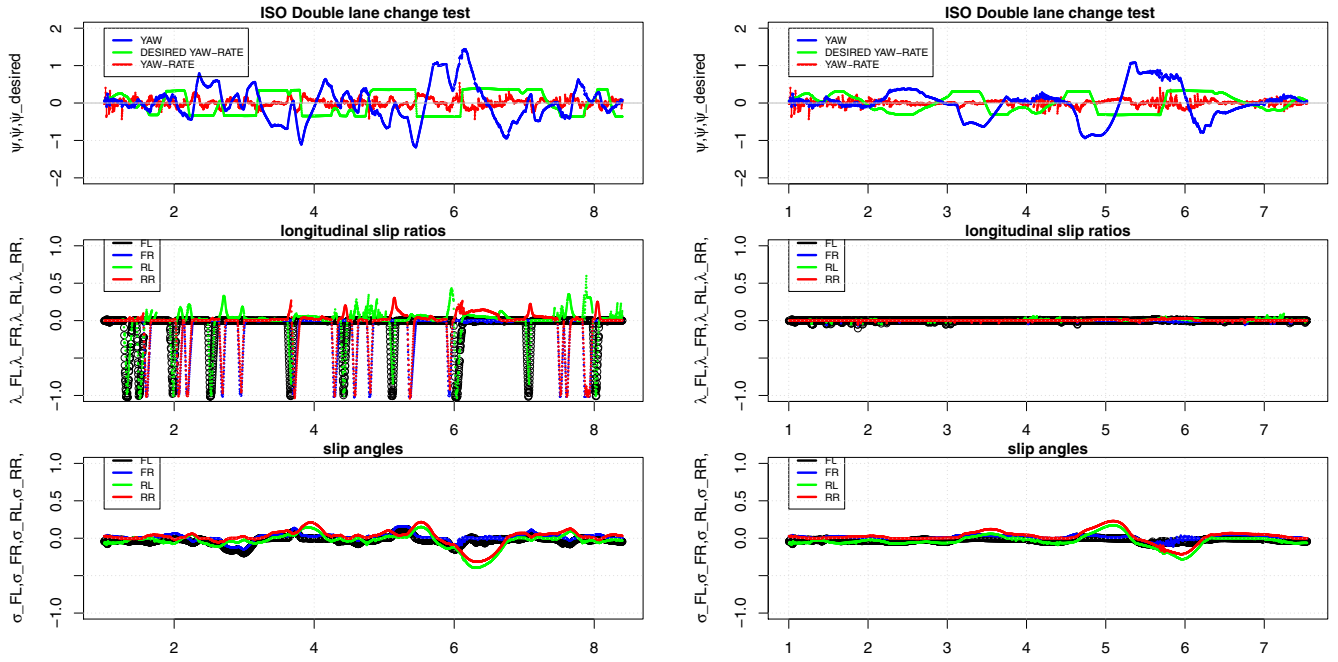 ISO Double lane change test
ψ,ψ,ψ_desired
2
1
0
−1
−2
YAW
DESIRED YAW−RATE
YAW−RATE
2 4 6 8
longitudinal slip ratios
λ_FL,λ_FR,λ_RL,λ_RR,
1.0
0.0
−1.0
FL
FR
RL
RR
2 4 6 8
slip angles
σ_FL,σ_FR,σ_RL,σ_RR,
1.0
0.5
0.0
−1.0
FL
FR
RL
RR
2 4 6 8
ISO Double lane change test
ψ,ψ,ψ_desired
2
1
0
−1
−2
YAW
DESIRED YAW−RATE
YAW−RATE
1 2 3 4 5 6 7
longitudinal slip ratios
λ_FL,λ_FR,λ_RL,λ_RR,
1.0
0.5
0.0
−1.0
FL
FR
RL
RR
1 2 3 4 5 6 7
slip angles
σ_FL,σ_FR,σ_RL,σ_RR,
1.0
0.5
0.0
−1.0
FL
FR
RL
RR
1 2 3 4 5 6 7